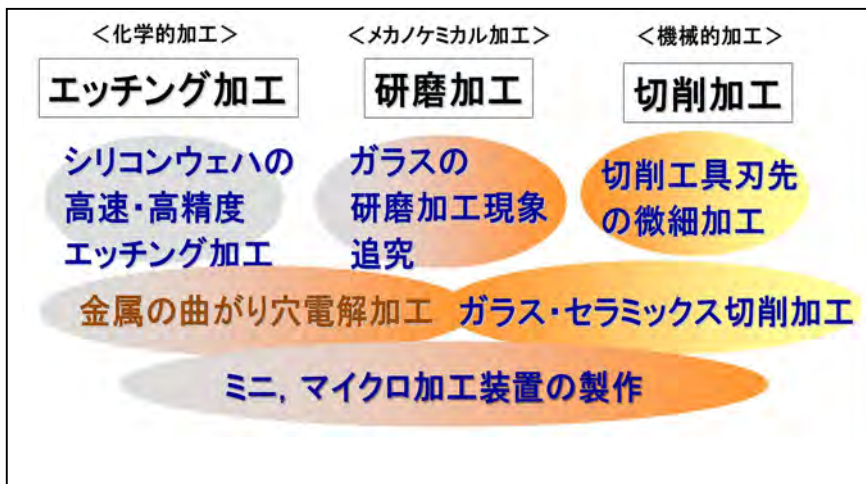 <化学的加工>
<メカノケミカル加工>
<機械的加工>
エッチング加工
研磨加工
切削加工
シリコンウェハの
高速・高精度
エッチング加工
ガラスの
研磨加工現象
追究
切削工具刃先
の微細加工
金属の曲がり穴電解加工
ガラス・セラミックス切削加工
ミニ,マイクロ加工装置の製作